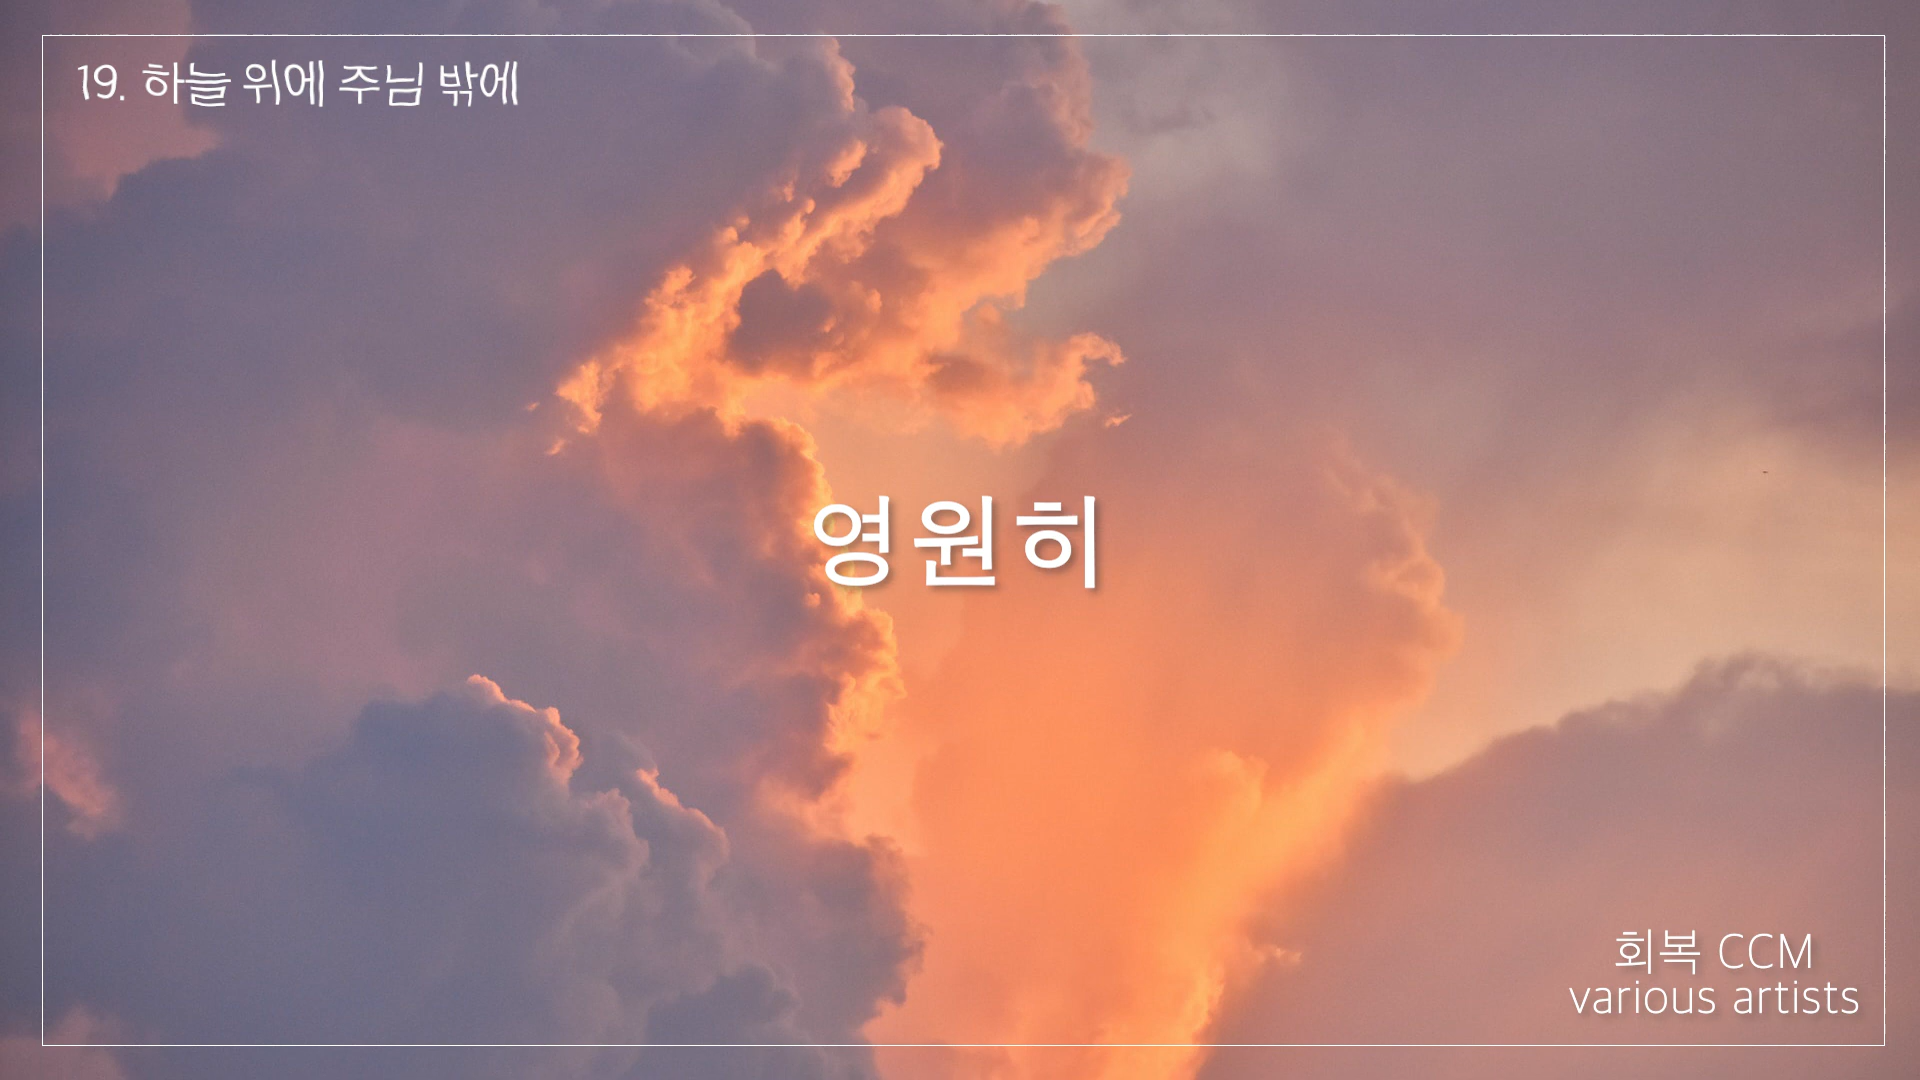 19. 하늘 위에 주님 밖에
영원히
회복 CCM
various artists